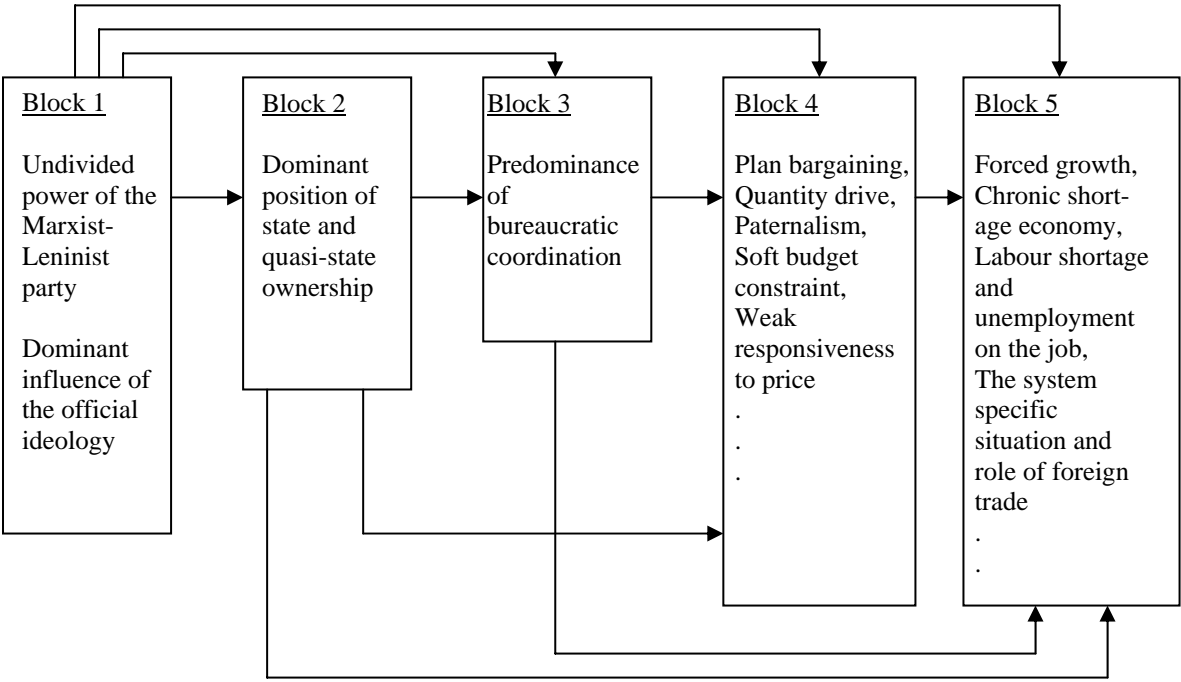 Block 1
Undivided
power of the
Marxist-
Leninist
party
Dominant
influence of
the official
ideology
Block 2
Dominant
position of
state and
quasi-state
ownership
Block 3
Predominance
of
bureaucratic
coordination
Block 4
Plan bargaining,
Quantity drive,
Paternalism,
Soft budget
constraint,
Weak
responsiveness
to price
.
.
.
Block 5
Forced growth,
Chronic short-
age economy,
Labour shortage
and
unemployment
on the job,
The system
specific
situation and
role of foreign
trade
.
.